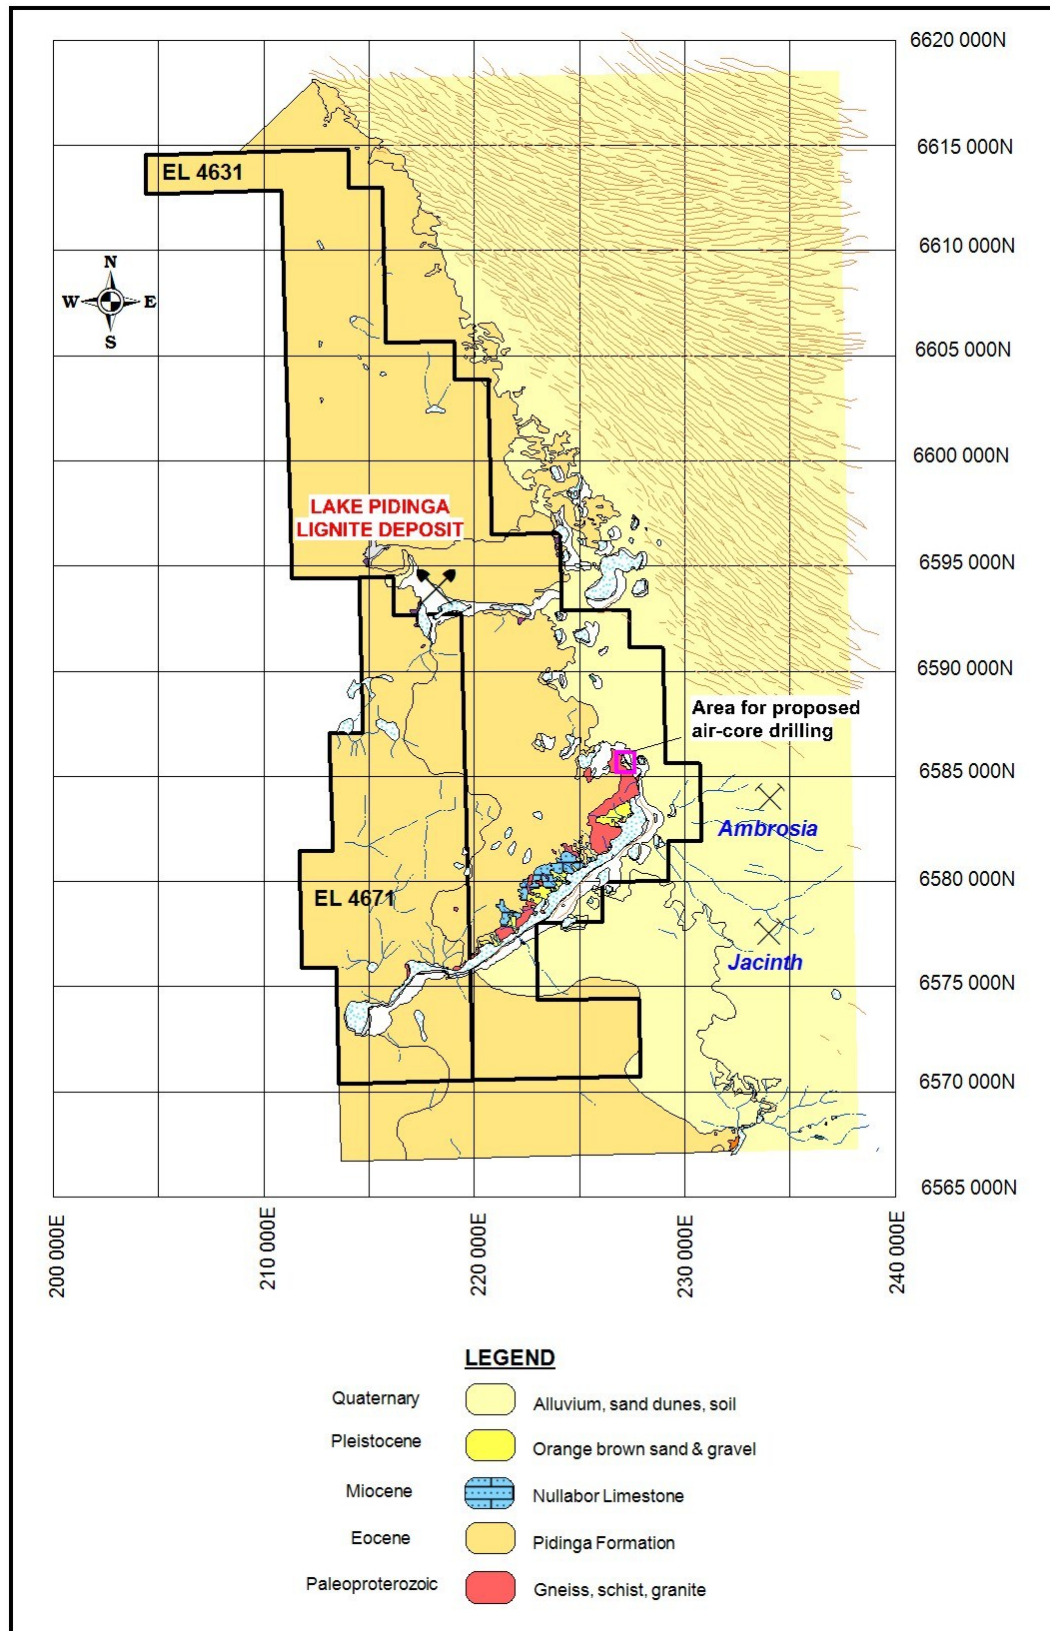 6620 000N
6615 000N
EL 4631
6610 000N
N
W E
S
6605 000N
6600 000N
LAKE PIDINGA
LIGNITE DEPOSIT
6595 000N
6590 000N
Area for proposed
air-core drilling
6585 000N
Ambrosia
6580 000N
EL 4671
Jacinth
6575 000N
6570 000N
6565 000N
200 000E
210 000E
220 000E
230 000E
240 000E
LEGEND
Quaternary Alluvium, sand dunes, soil
Pleistocene Orange brown sand & gravel
Miocene Nullabor Limestone
Eocene Pidinga Formation
Paleoproterozoic Gneiss, schist, granite